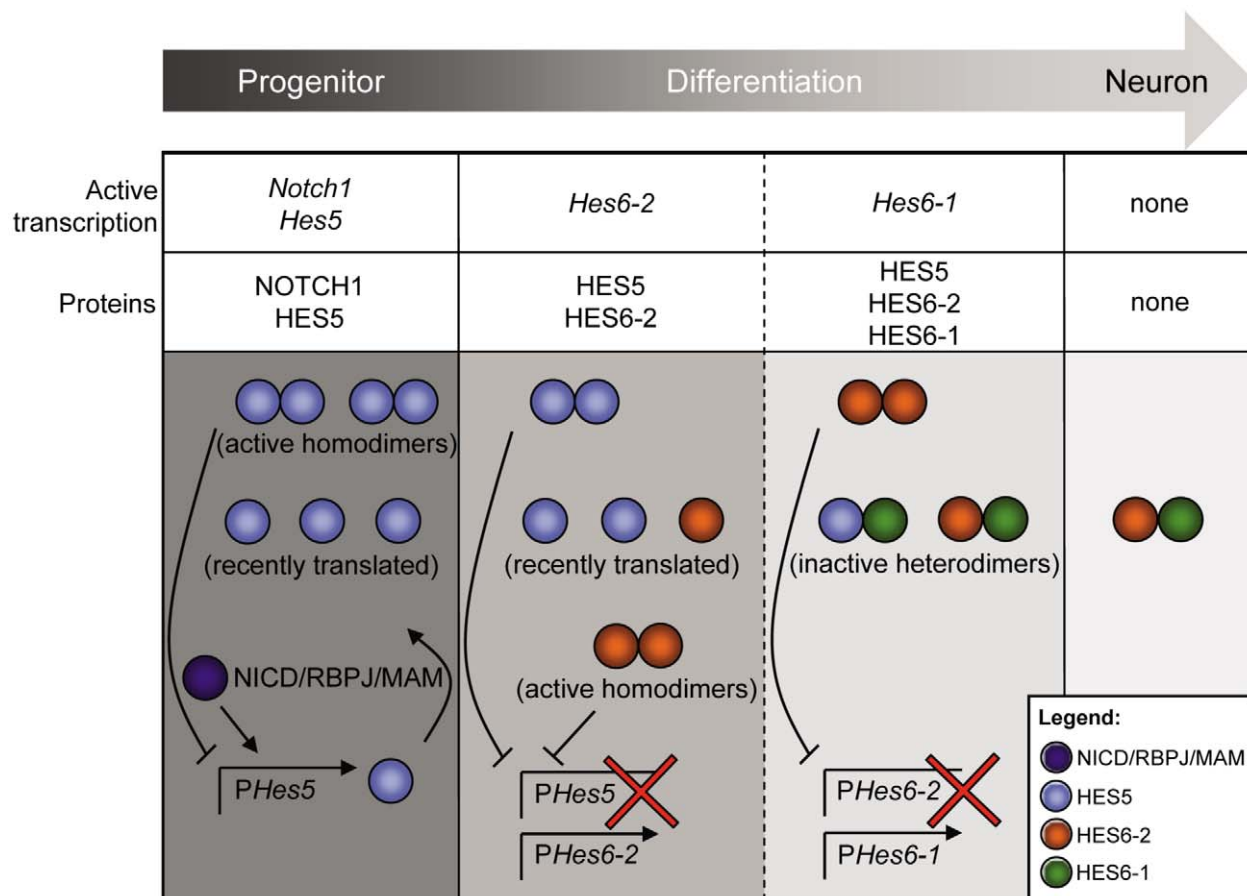 Progenitor Differentiation Neuron
Active transcription
Notch1
Hes5
Hes6-2
Hes6-1
none
Proteins
NOTCH1
HES5
HES5
HES6-2
HES5
HES6-2
HES6-1
none
(active homodimers)
(recently translated)
NICD/RBPJ/MAM
PHes5
(recently translated)
(active homodimers)
PHes5
PHes6-2
(inactive heterodimers)
PHes6-2
PHes6-1
Legend:
NICD/RBPJ/MAM
HES5
HES6-2
HES6-1